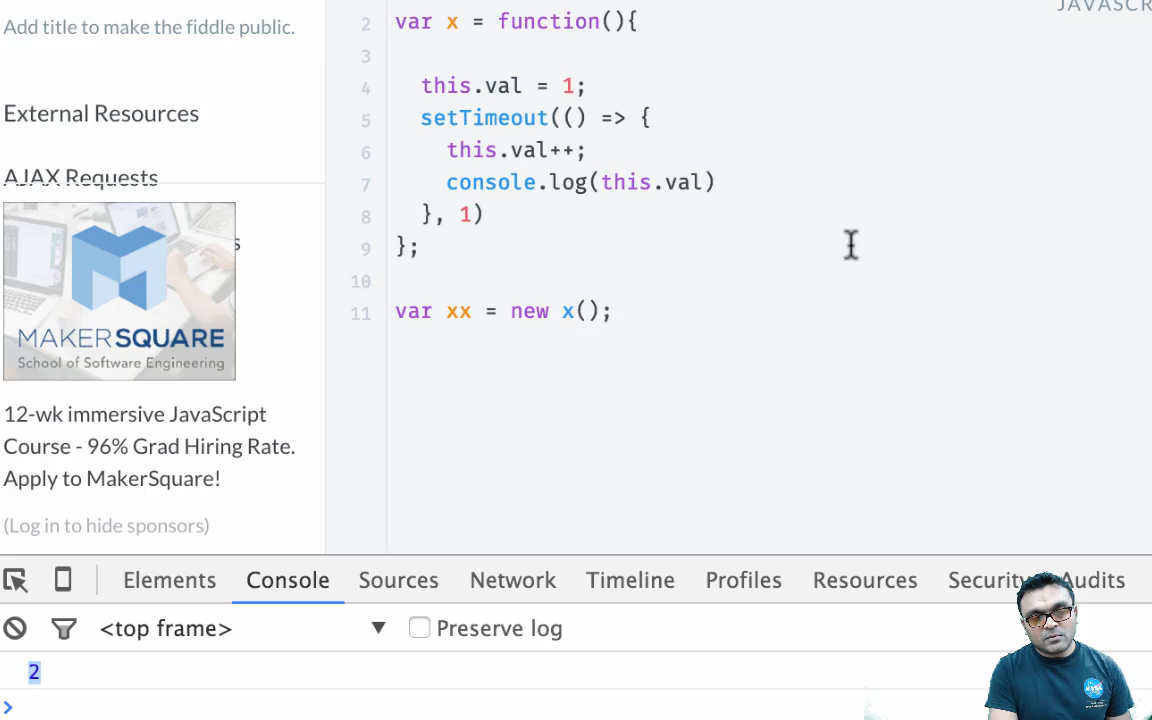 JAVASCR
Add title to make the fiddle public.
External Resources
AJAX Requests
s
MAKERSQUARE
School of Software Engineering
12-wk immersive JavaScript
Course - 96% Grad Hiring Rate.
Apply to MakerSquare!
(Log in to hide sponsors)
2 var x = function(){
3
4 this.val = 1;
5 setTimeout(() => {
6 this.val++;
7 console.log(this.val)
8 }, 1)
9 };
10
11 var xx = new x();
Elements Console Sources Network Timeline Profiles Resources Security Audits
<top frame> ▼ Preserve log
2
>